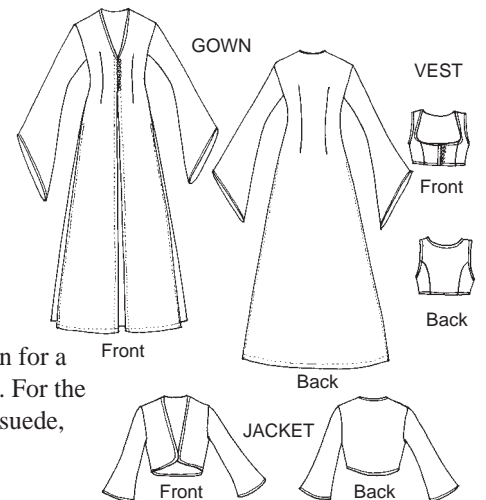 GOWN
VEST
Front
Back
Front
Back
n for a
. For the
suede,
JACKET
Front
Back